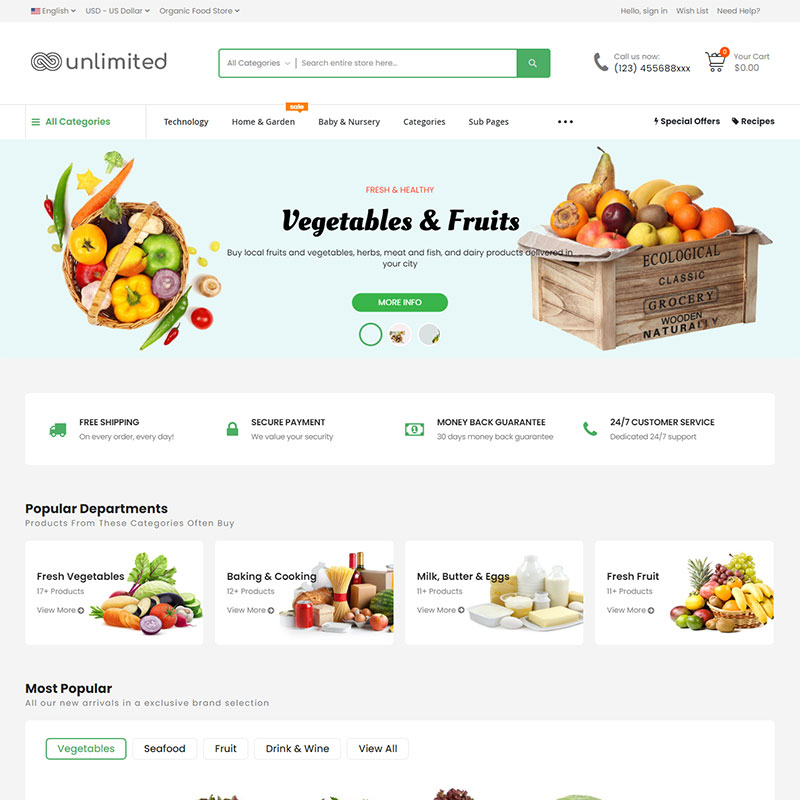 English USD - US Dollar Organic Food Store
Hello, sign in Wish List Need Help?
unlimited
All Categories Search entire store here...
Call us now:
(123) 455688xxx
0
Your Cart
$0.00
sale
All Categories
Technology Home & Garden Baby & Nursery Categories Sub Pages
Special Offers Recipes
FRESH & HEALTHY
Vegetables & Fruits
Buy local fruits and vegetables, herbs, meat and fish, and dairy products delivered in
your city
MORE INFO
ECOLOGICAL
CLASSIC
GROCERY
WOODEN
NATURALLY
FREE SHIPPING
On every order, every day!
SECURE PAYMENT
We value your security
MONEY BACK GUARANTEE
30 days money back guarantee
24/7 CUSTOMER SERVICE
Dedicated 24/7 support
Popular Departments
Products From These Categories Often Buy
Fresh Vegetables
17+ Products
View More
Baking & Cooking
12+ Products
View More
Milk, Butter & Eggs
11+ Products
View More
Fresh Fruit
11+ Products
View More
Most Popular
All our new arrivals in a exclusive brand selection
Vegetables Seafood Fruit Drink & Wine View All